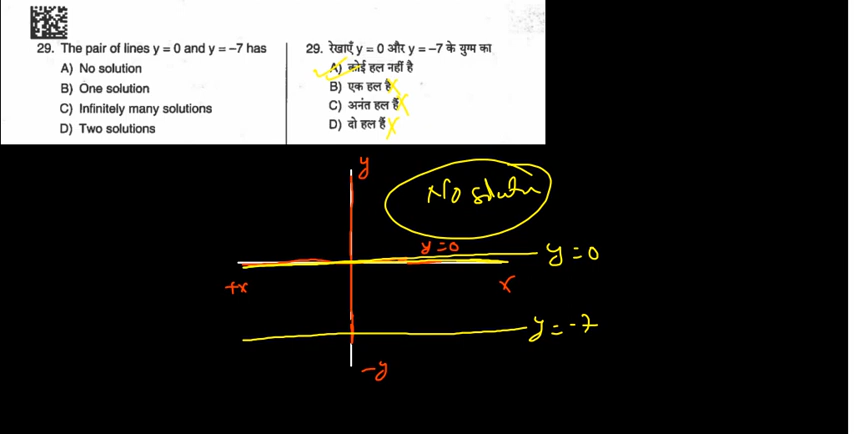 29. The pair of lines y = 0 and y = –7 has
A) No solution
B) One solution
C) Infinitely many solutions
D) Two solutions
29. रेखाएँ y = 0 और y = –7 के युग्म का
A) कोई हल नहीं है
B) एक हल है
C) अनंत हल हैं
D) दो हल हैं
y
No solutn
y = 0
y = 0
+x
x
y = -7
-y